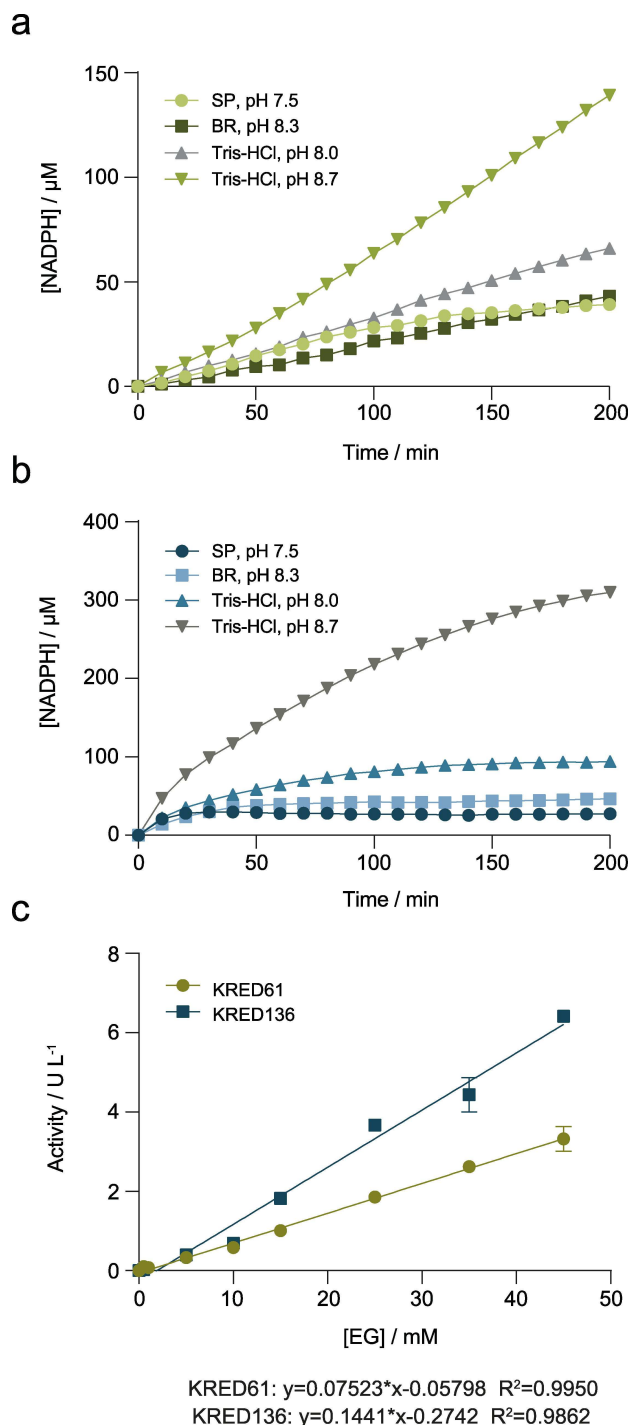 a
150
100
50
0
[NADPH] / µM
SP, pH 7.5
BR, pH 8.3
Tris-HCl, pH 8.0
Tris-HCl, pH 8.7
0 50 100 150 200
Time / min
b
400
300
200
100
0
[NADPH] / µM
SP, pH 7.5
BR, pH 8.3
Tris-HCl, pH 8.0
Tris-HCl, pH 8.7
0 50 100 150 200
Time / min
c
8
6
4
2
0
Activity / U L⁻¹
KRED61
KRED136
0 10 20 30 40 50
[EG] / mM
KRED61: y=0.07523*x-0.05798 R²=0.9950
KRED136: y=0.1441*x-0.2742 R²=0.9862